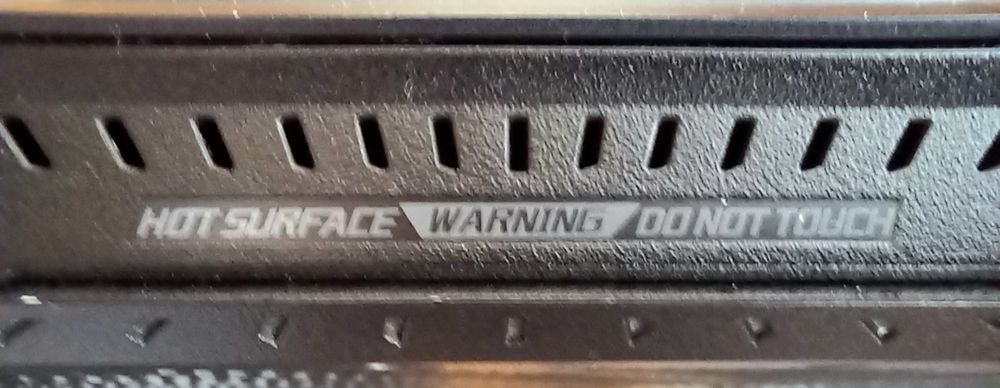 HOT SURFACE WARNING DO NOT TOUCH